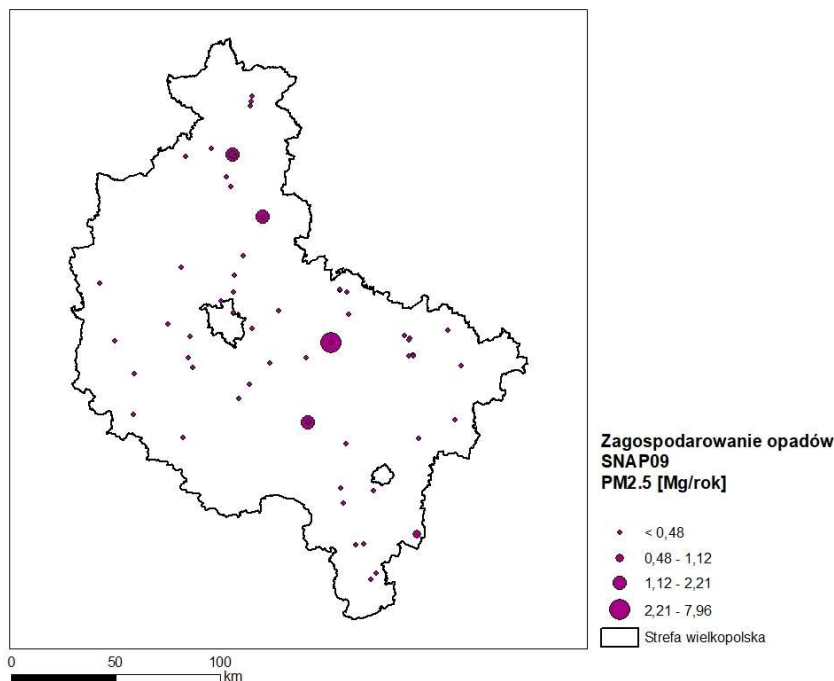 Zagospodarowanie opadów
SNAP09
PM2.5 [Mg/rok]
< 0,48
0,48 - 1,12
1,12 - 2,21
2,21 - 7,96
Strefa wielkopolska
0 50 100
km